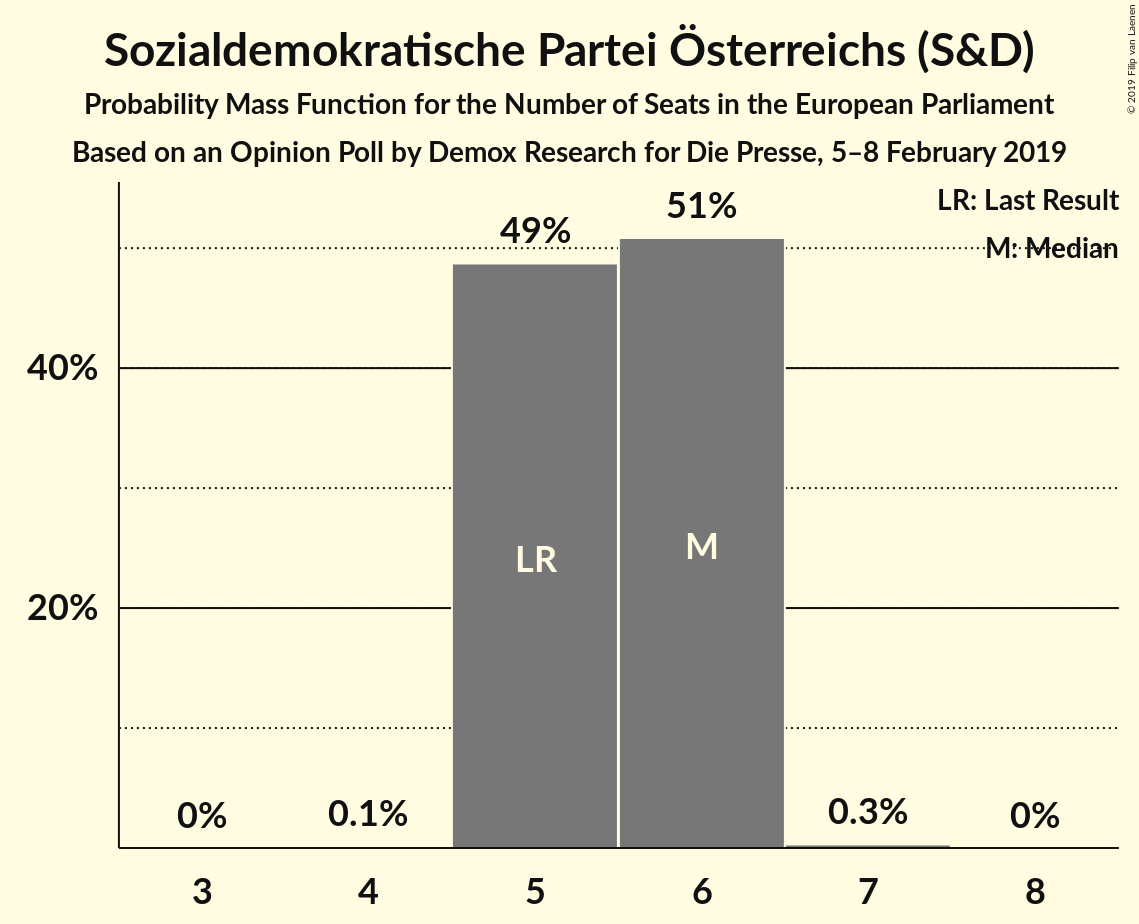 Sozialdemokratische Partei Österreichs (S&D)
Probability Mass Function for the Number of Seats in the European Parliament
Based on an Opinion Poll by Demox Research for Die Presse, 5–8 February 2019
© 2019 Filip van Laenen
LR: Last Result
M: Median
49%
51%
40%
LR
M
20%
0%
0.1%
0.3%
0%
3
4
5
6
7
8